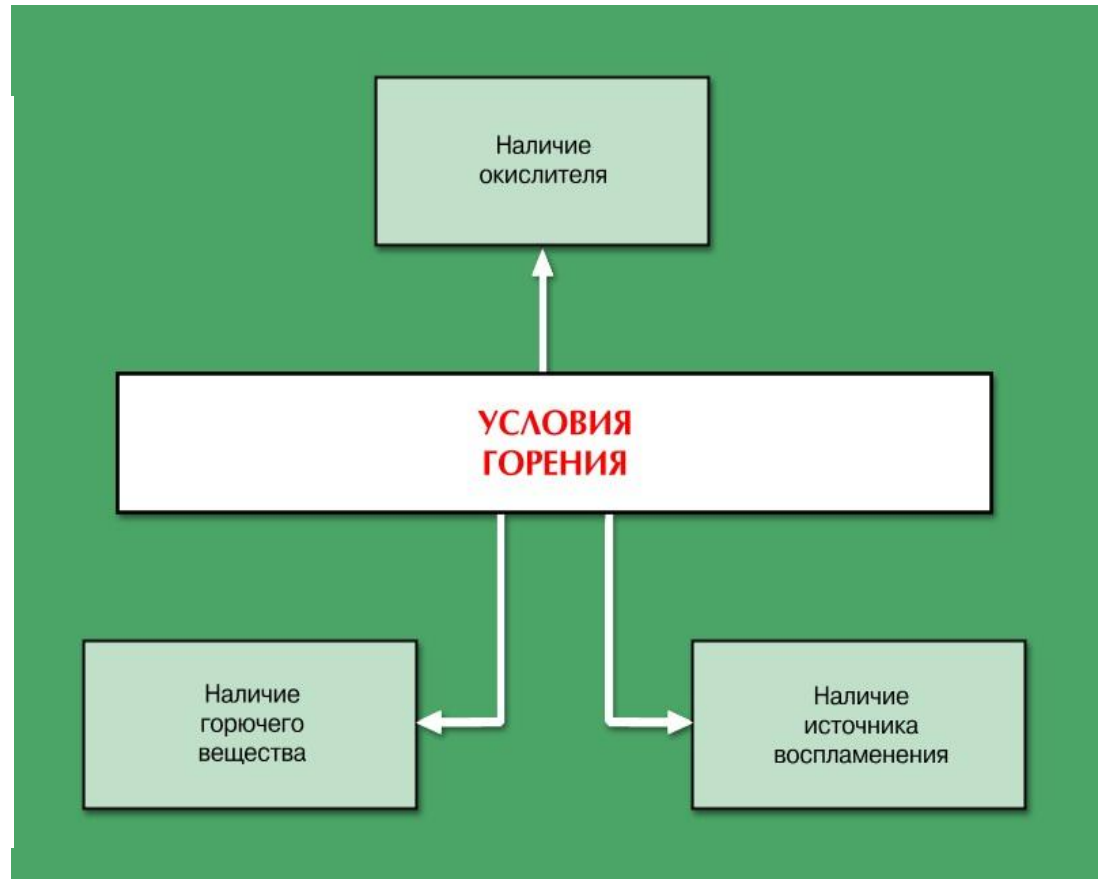 Наличие
окислителя
УСЛОВИЯ
ГОРЕНИЯ
Наличие
горючего
вещества
Наличие
источника
воспламенения